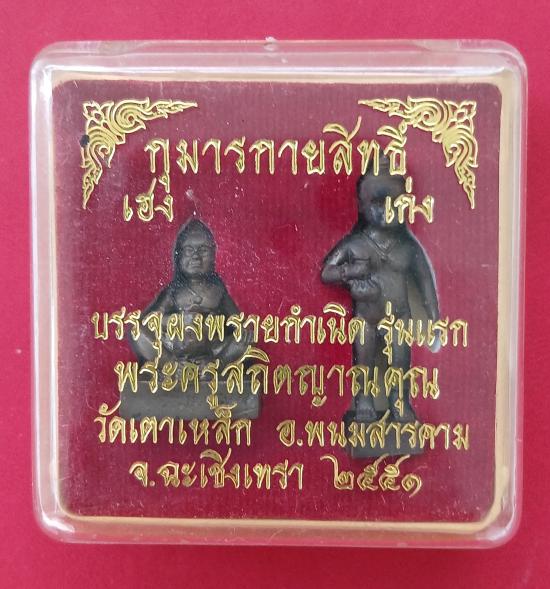 กุมารกายสิทธิ์
เฮง เก่ง
บรรจุผงพรายกำเนิด รุ่นแรก
พระครูสถิตญาณคุณ
วัดเตาเหล็ก อ.พนมสารคาม
จ.ฉะเชิงเทรา ๒๕๕๑